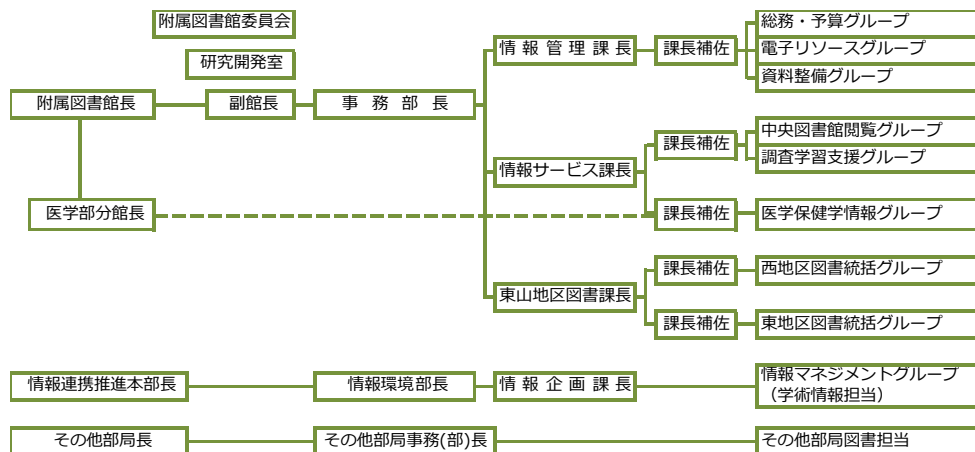 附属図書館委員会
研究開発室
附属図書館長
副館長
事務部長
医学部分館長
情報管理課長
課長補佐
総務・予算グループ
電子リソースグループ
資料整備グループ
情報サービス課長
課長補佐
中央図書館閲覧グループ
調査学習支援グループ
課長補佐
医学保健学情報グループ
東山地区図書課長
課長補佐
西地区図書統括グループ
課長補佐
東地区図書統括グループ
情報連携推進本部長
情報環境部長
情報企画課長
情報マネジメントグループ
（学術情報担当）
その他部局長
その他部局事務(部)長
その他部局図書担当